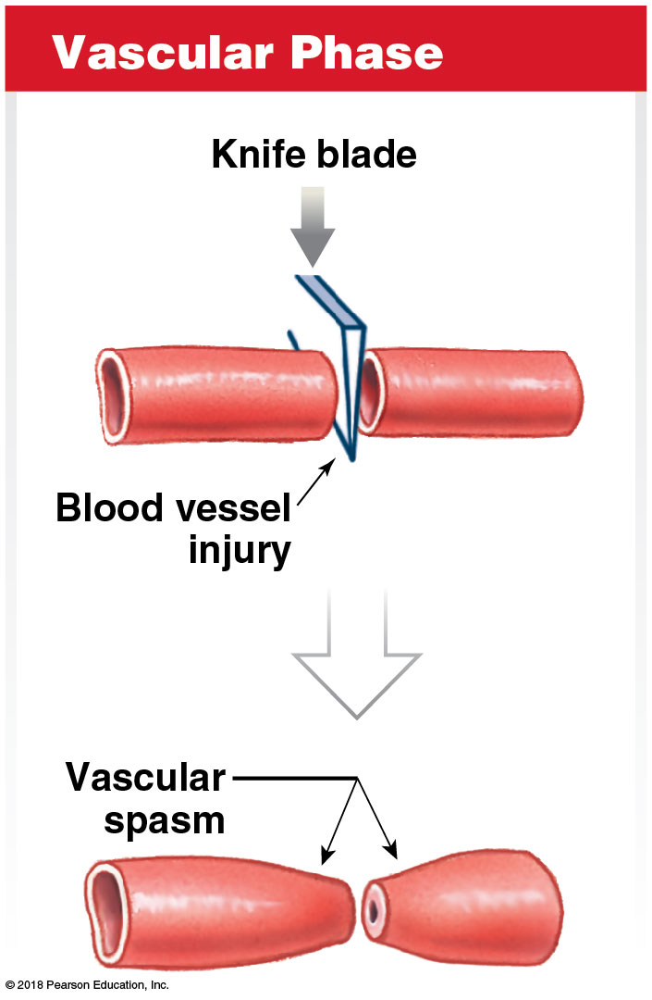 Vascular Phase
Knife blade
Blood vessel
injury
Vascular
spasm
© 2018 Pearson Education, Inc.